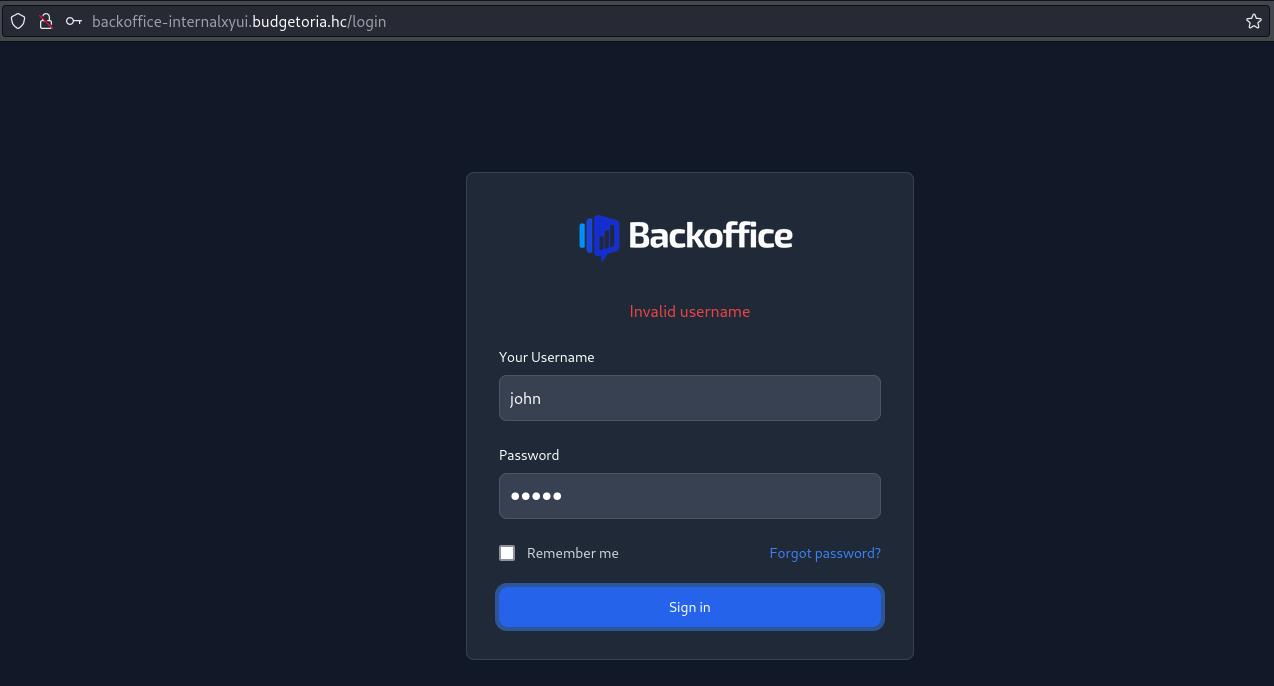 backoffice-internalxyui.budgetoria.hc/login
Backoffice
Invalid username
Your Username
john
Password
●●●●●
Remember me Forgot password?
Sign in